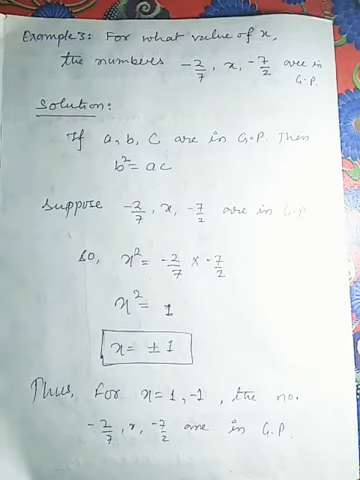 Example 3: For what value of x,
the numbers -2/7, x, -7/2 are in
G.P.
Solution:
If a, b, c are in G.P. Then
b² = ac
Suppose -2/7, x, -7/2 are in G.P
So, x² = -2/7 × -7/2
x² = 1
x = ± 1
Thus, For x = 1, -1, the no.
-2/7, x, -7/2 are in G.P.